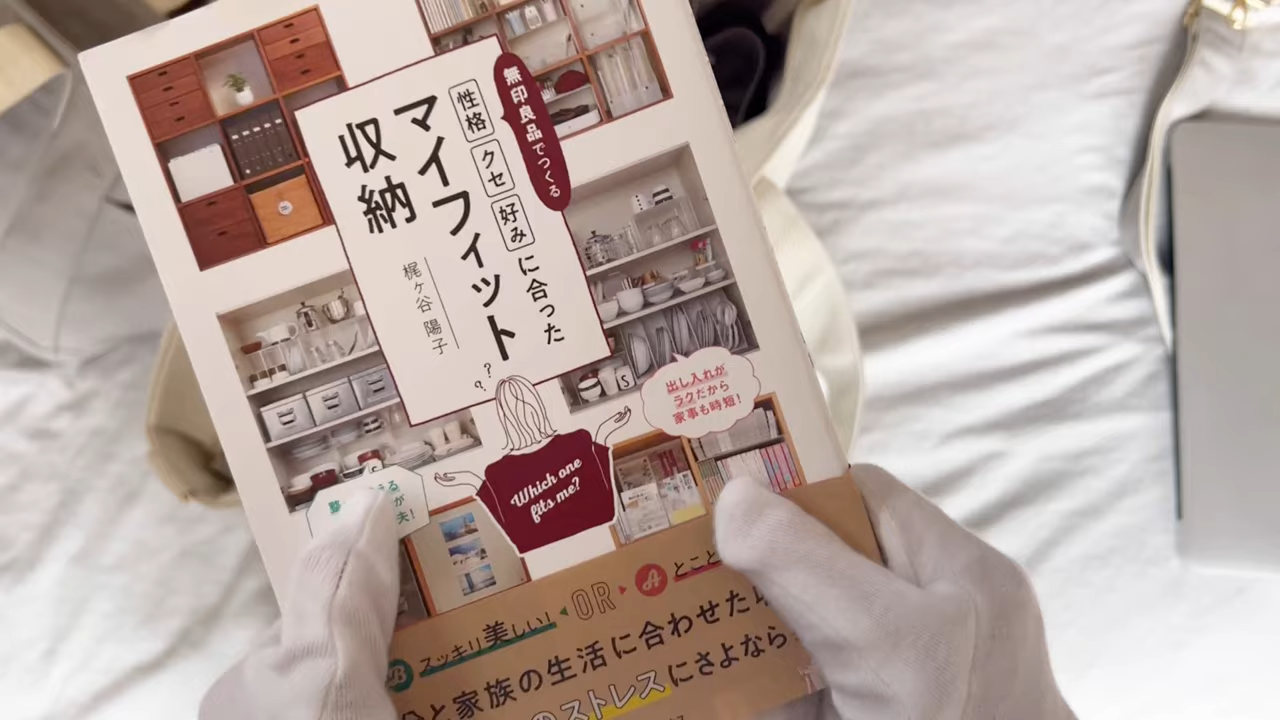 無印良品でつくる
性格 クセ 好みに合った
マイフィット
収納
梶ヶ谷 陽子
? ?
Which one
fits me?
出し入れが
ラクだから
家事も時短!
が
夫!
S
B スッキリ美しい! OR A とこと
と家族の生活に合わせた
ストレスにさよなら